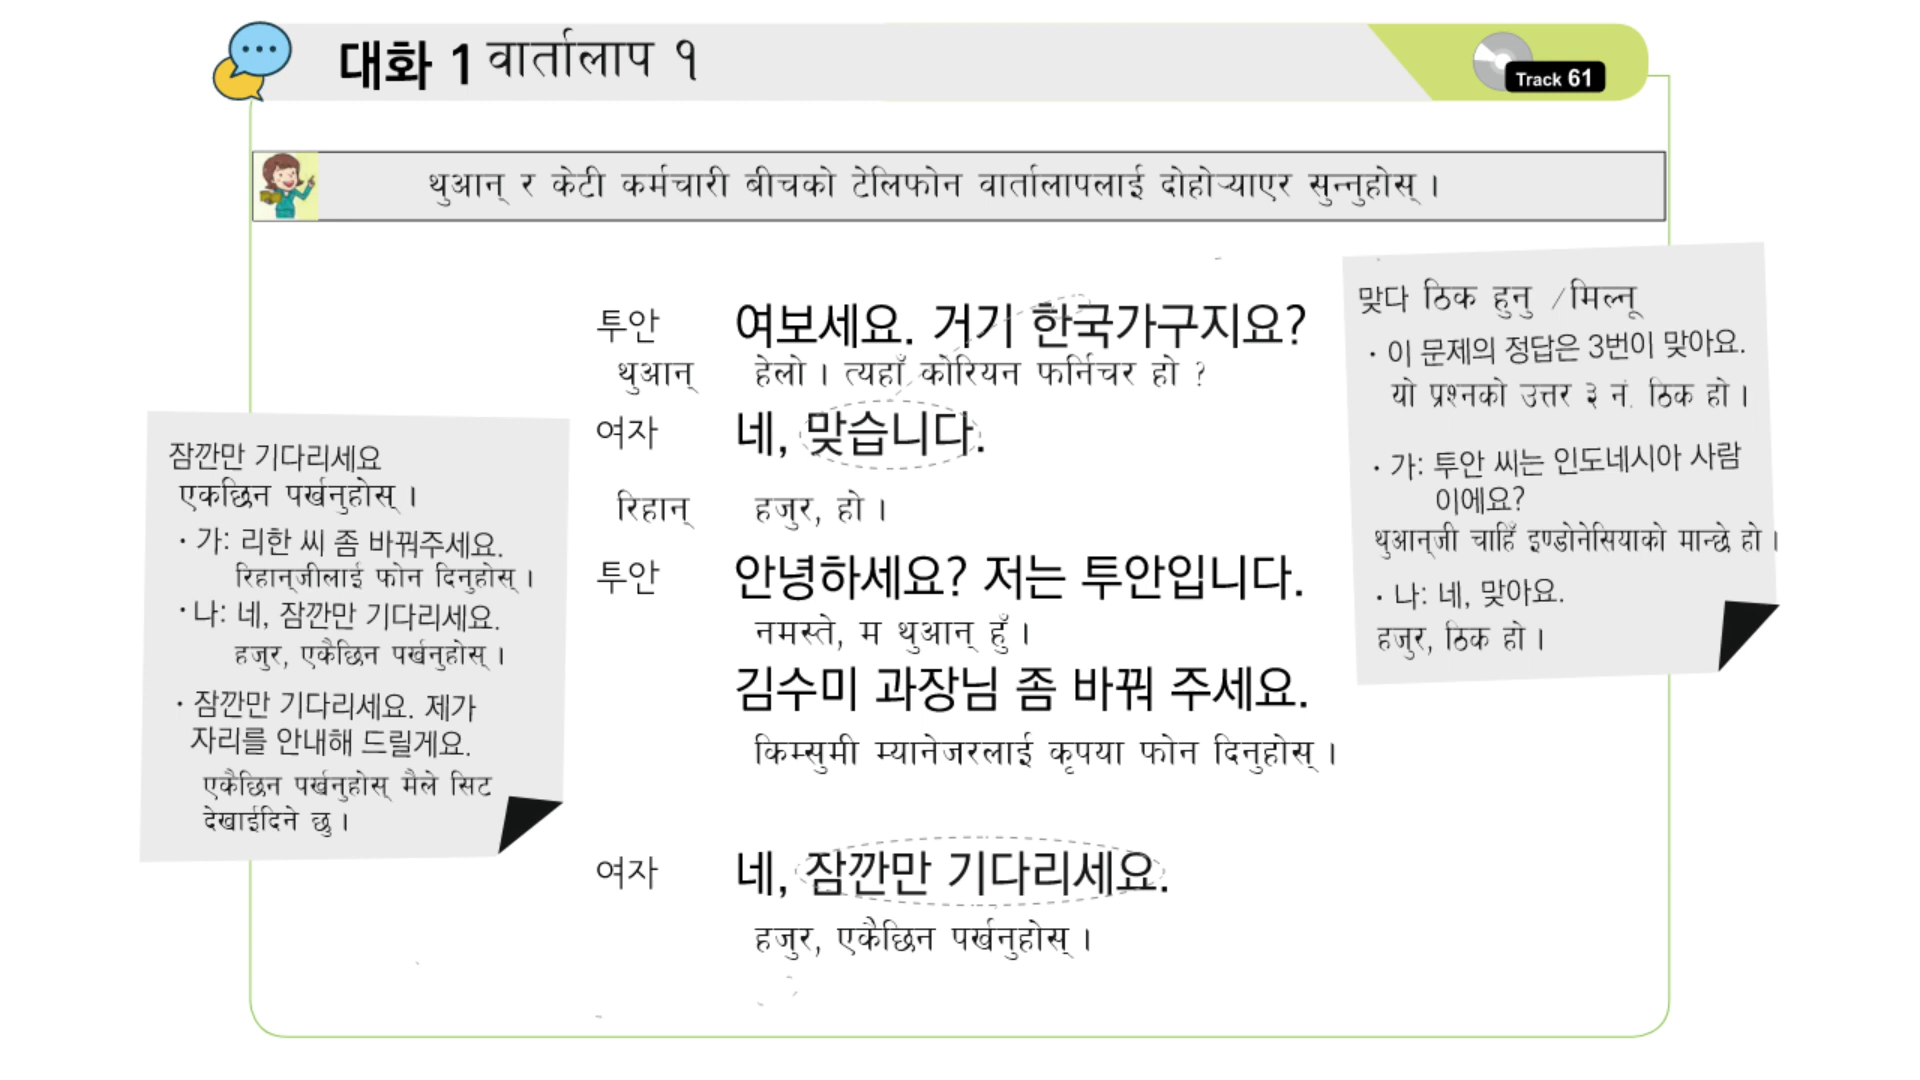 대화 1 वार्तालाप १
Track 61
थुआन् र केटी कर्मचारी बीचको टेलिफोन वार्तालापलाई दोहोऱ्याएर सुन्नुहोस् ।
투안 여보세요. 거기 한국가구지요?
थुआन् हेलो । त्यहाँ कोरियन फर्निचर हो ?
여자 네, 맞습니다.
रिहान् हजुर, हो ।
투안 안녕하세요? 저는 투안입니다.
नमस्ते, म थुआन् हुँ ।
김수미 과장님 좀 바꿔 주세요.
किम्सुमी म्यानेजरलाई कृपया फोन दिनुहोस् ।
여자 네, 잠깐만 기다리세요.
हजुर, एकैछिन पर्खनुहोस् ।
잠깐만 기다리세요
एकछिन पर्खनुहोस् ।
· 가: 리한 씨 좀 바꿔주세요.
रिहान्जीलाई फोन दिनुहोस् ।
· 나: 네, 잠깐만 기다리세요.
हजुर, एकैछिन पर्खनुहोस् ।
· 잠깐만 기다리세요. 제가
자리를 안내해 드릴게요.
एकैछिन पर्खनुहोस् मैले सिट
देखाईदिने छु ।
맞다 ठिक हुनु /मिल्नू
· 이 문제의 정답은 3번이 맞아요.
यो प्रश्नको उत्तर ३ नं. ठिक हो ।
· 가: 투안 씨는 인도네시아 사람
이에요?
थुआन्जी चाहिँ इण्डोनेसियाको मान्छे हो ।
· 나: 네, 맞아요.
हजुर, ठिक हो ।